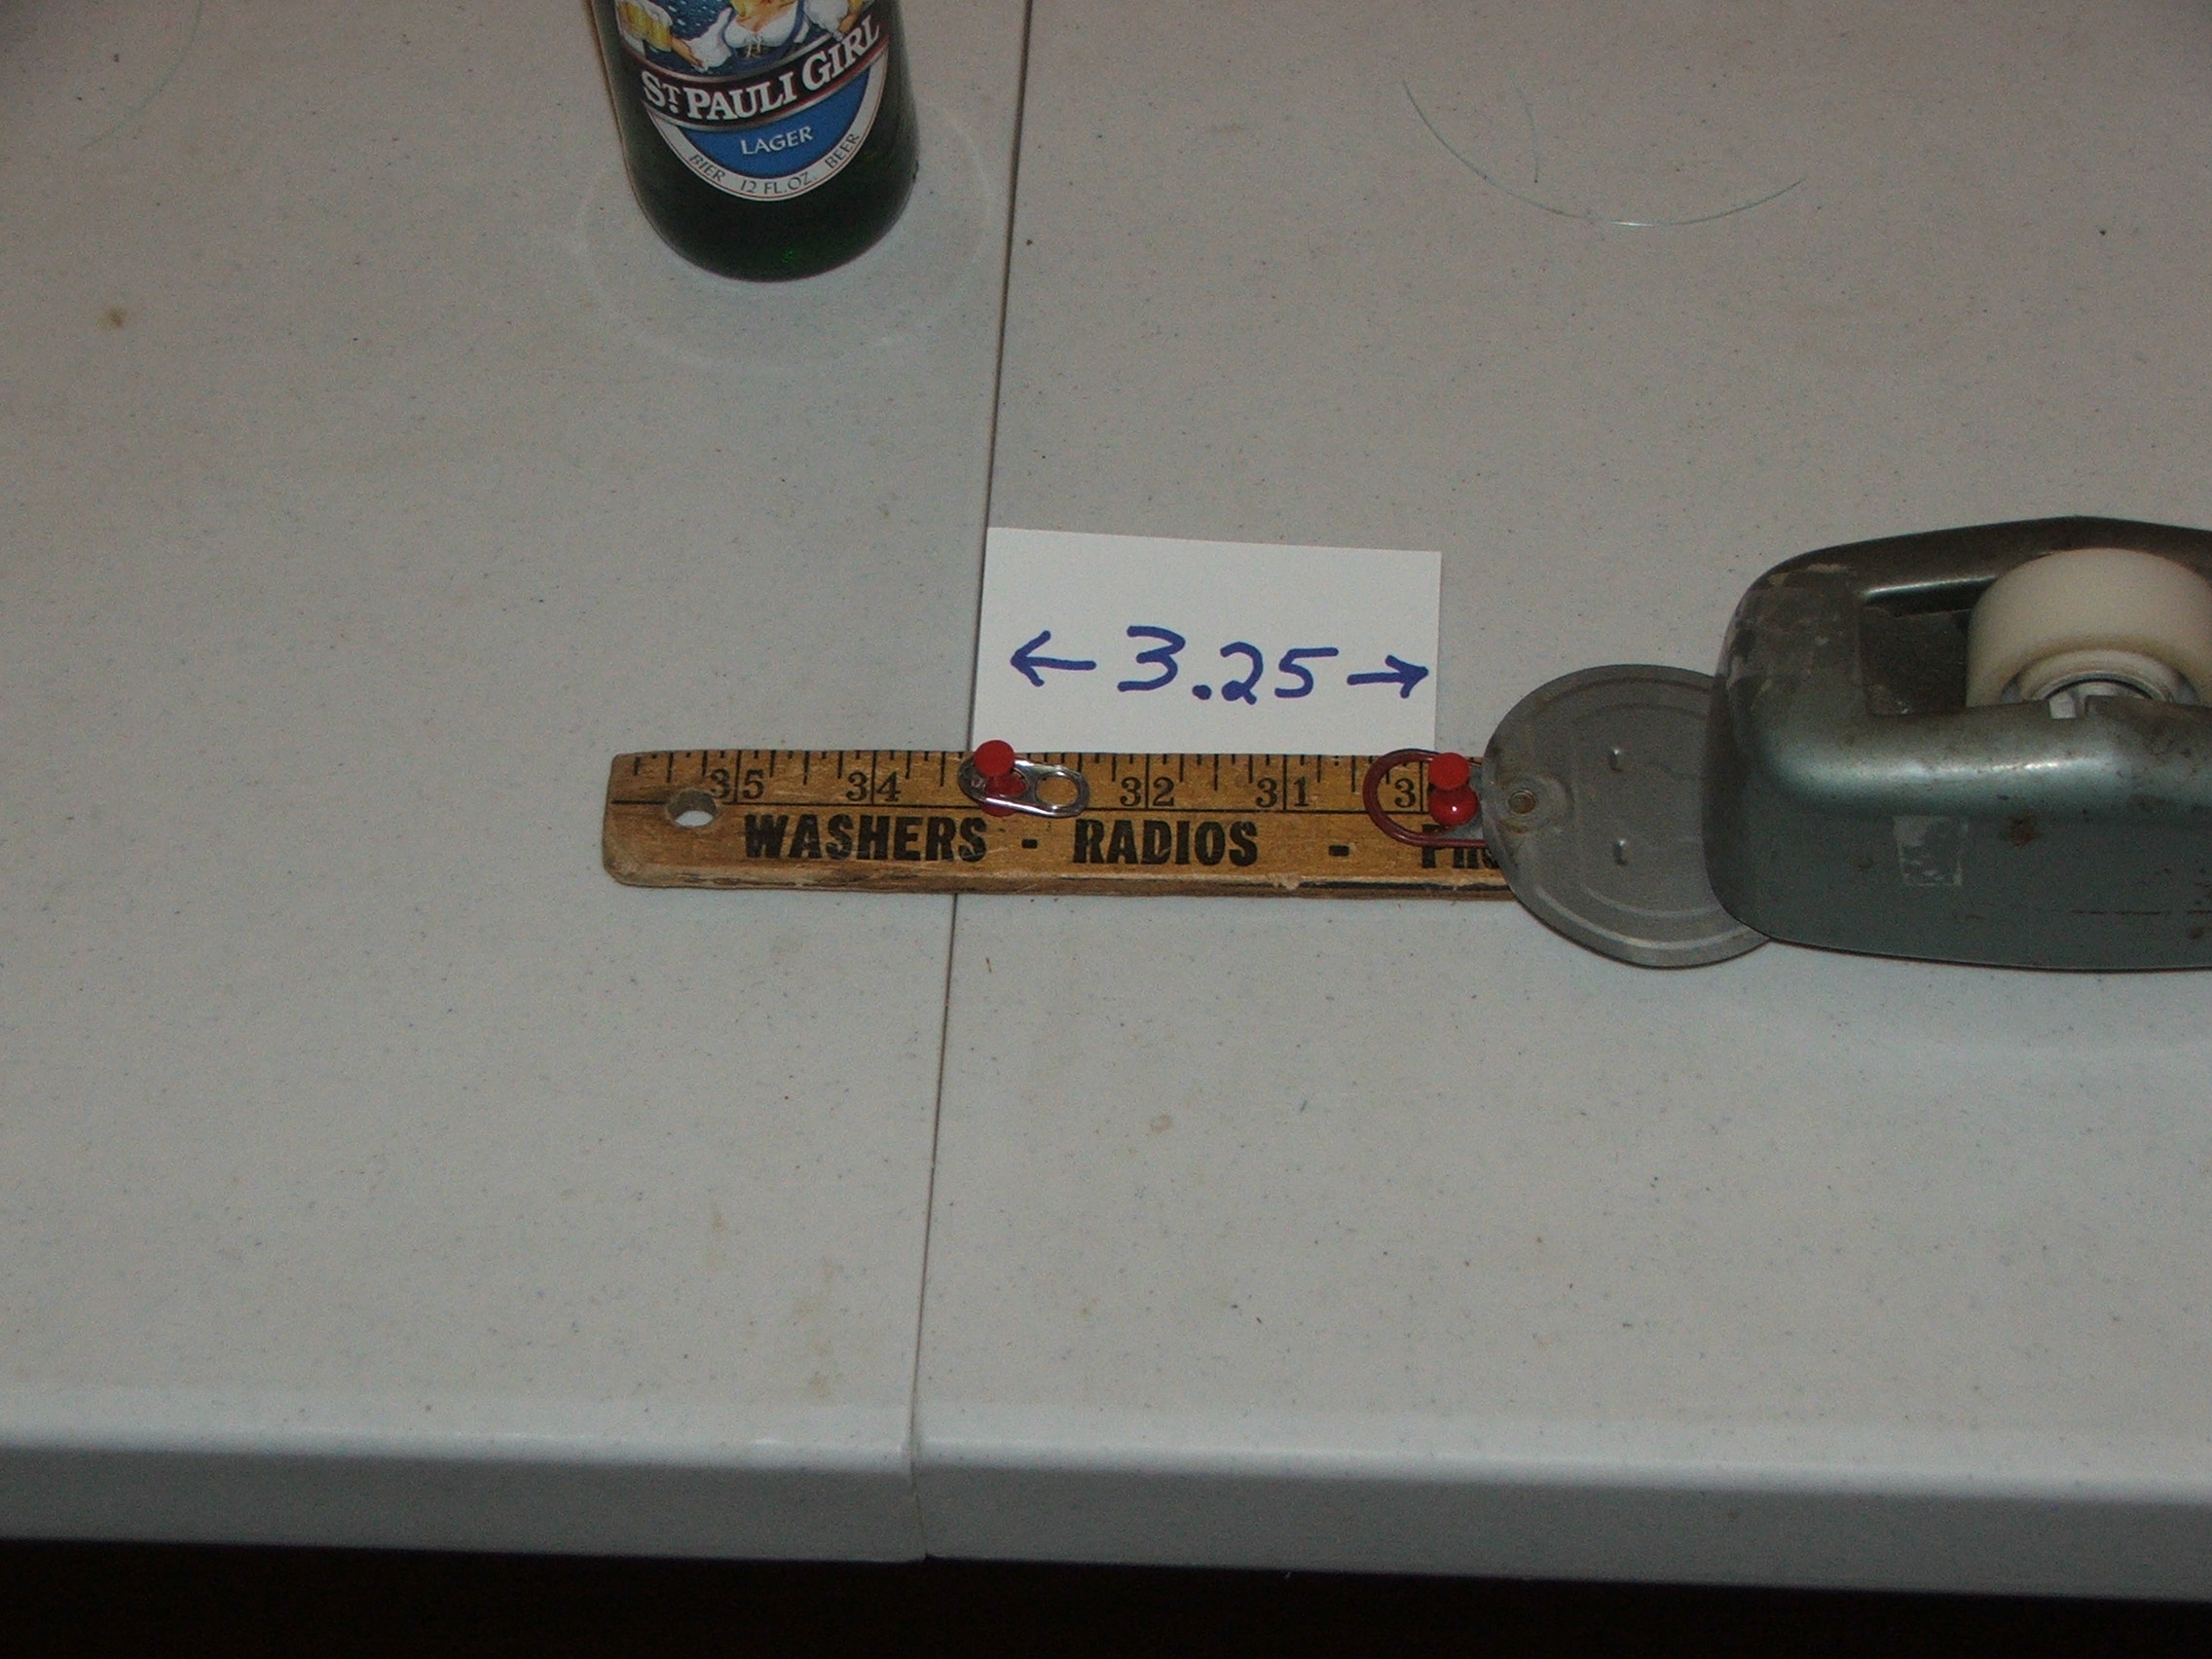 ST. PAULI GIRL
LAGER
BIER 12 FL.OZ. BEER
← 3.25 →
35 34 32 31
WASHERS - RADIOS -